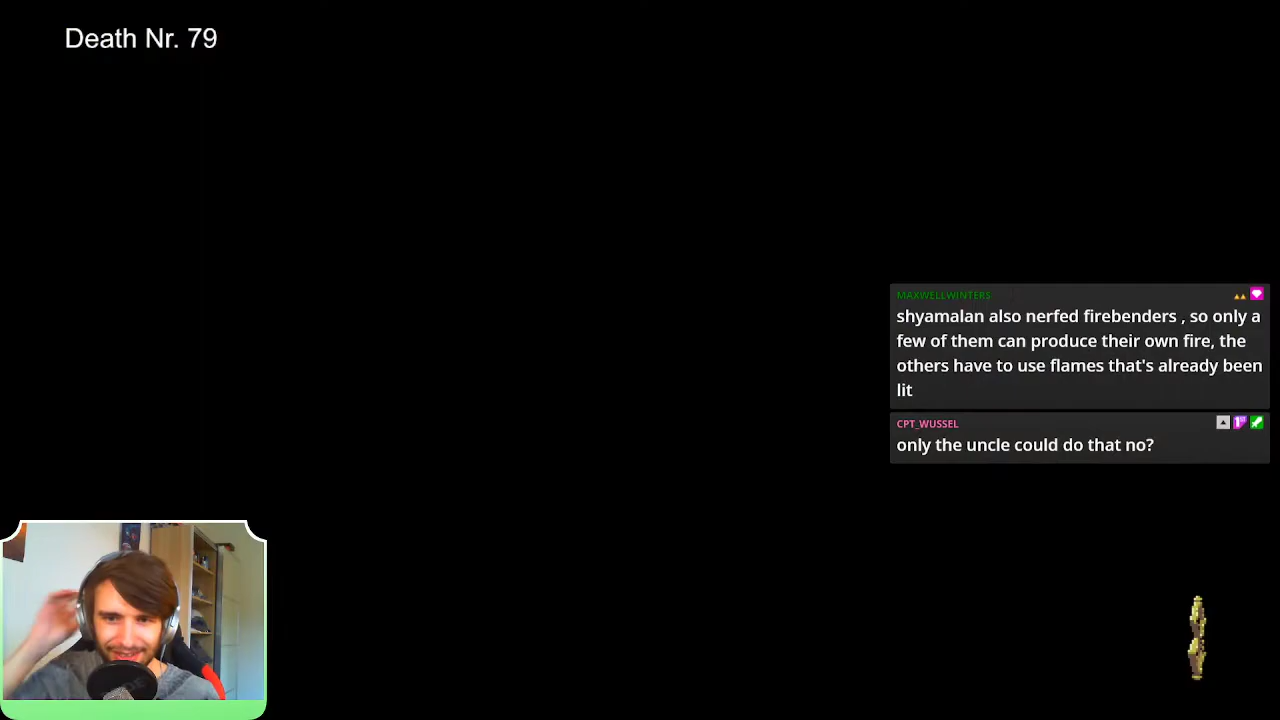 Death Nr. 79
MAXWELLWINTERS
shyamalan also nerfed firebenders , so only a
few of them can produce their own fire, the
others have to use flames that's already been
lit
CPT_WUSSEL
only the uncle could do that no?